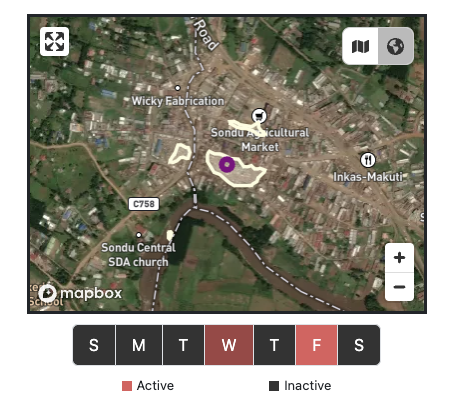 Road
Wicky Fabrication
Sondu Agricultural
Market
Inkas-Makuti
C758
Sondu Central
SDA church
School
mapbox
+
−
S M T W T F S
Active
Inactive